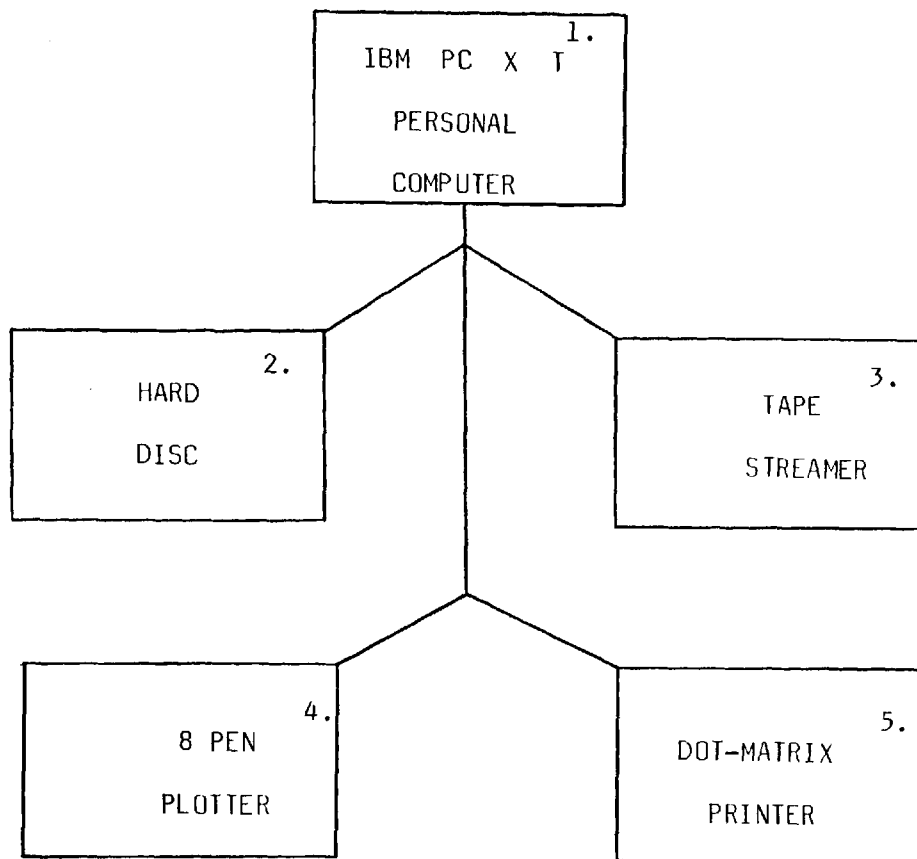 1.
IBM PC X T
PERSONAL
COMPUTER
2.
HARD
DISC
3.
TAPE
STREAMER
4.
8 PEN
PLOTTER
5.
DOT-MATRIX
PRINTER